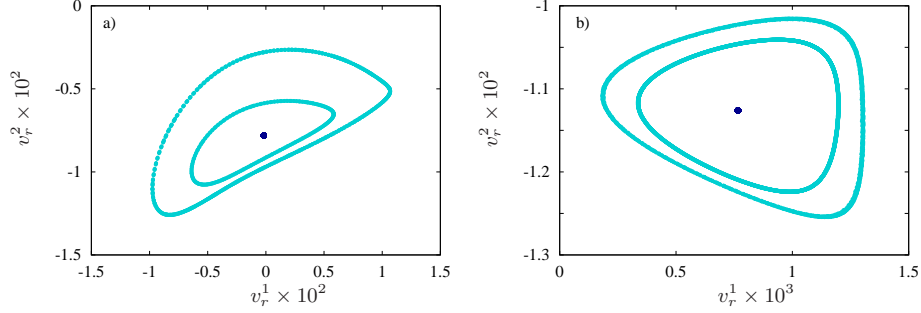 a)
0
-0.5
-1
-1.5
v_r^2 × 10^2
-1.5 -1 -0.5 0 0.5 1 1.5
v_r^1 × 10^2
b)
-1
-1.1
-1.2
-1.3
v_r^2 × 10^2
0 0.5 1 1.5
v_r^1 × 10^3